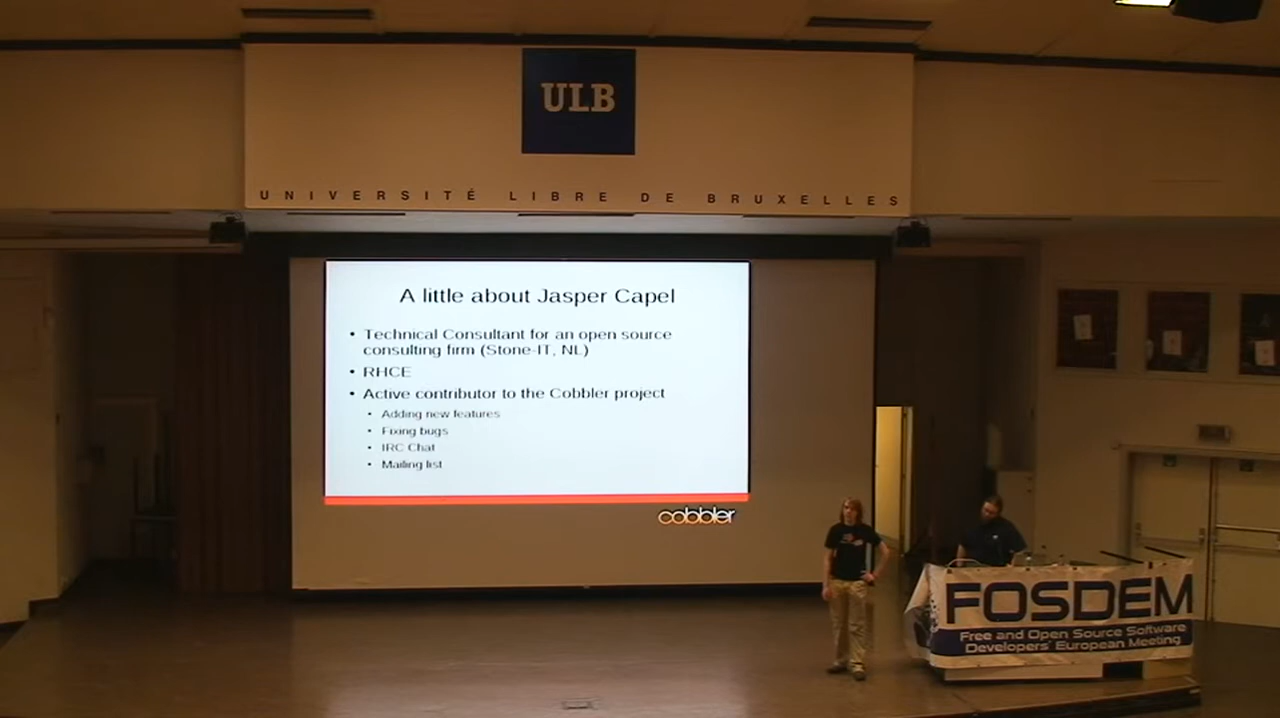 ULB
UNIVERSITÉ LIBRE DE BRUXELLES
A little about Jasper Capel
• Technical Consultant for an open source
consulting firm (Stone-IT, NL)
• RHCE
• Active contributor to the Cobbler project
• Adding new features
• Fixing bugs
• IRC Chat
• Mailing list
cobbler
FOSDEM
Free and Open Source Software
Developers' European Meeting